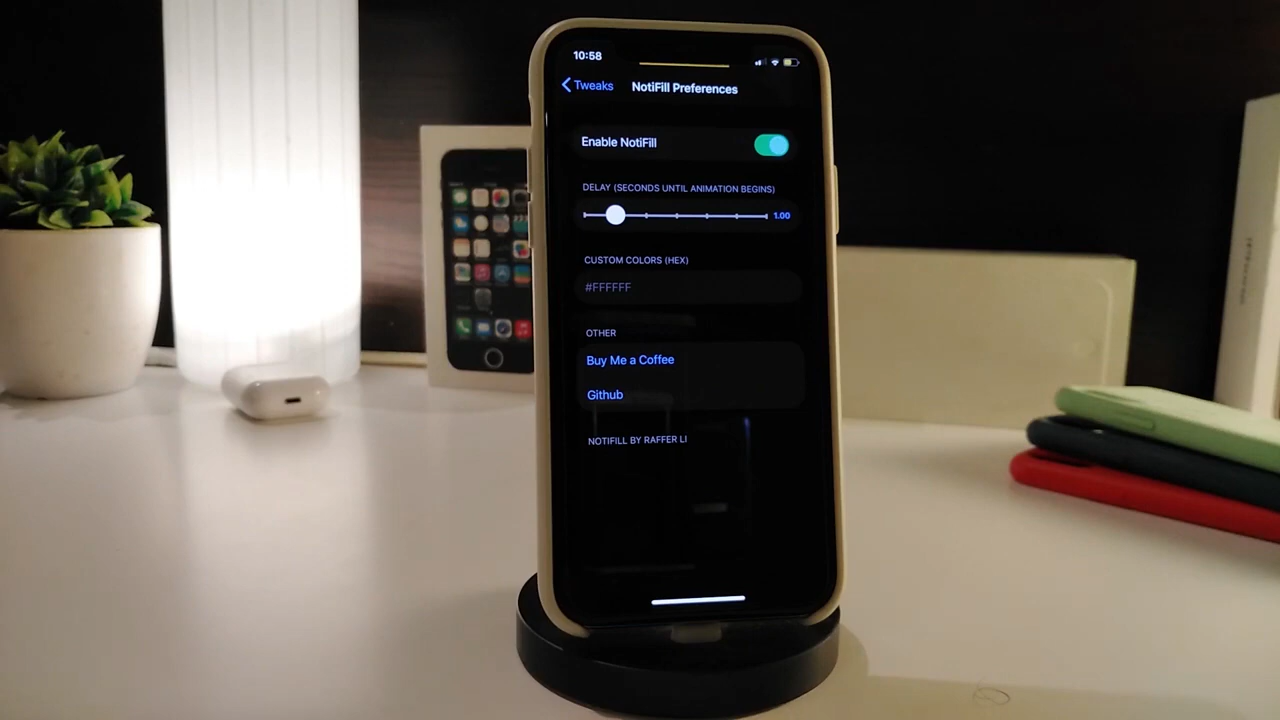 10:58
Tweaks
NotiFill Preferences
Enable NotiFill
DELAY (SECONDS UNTIL ANIMATION BEGINS)
1.00
CUSTOM COLORS (HEX)
#FFFFFF
OTHER
Buy Me a Coffee
Github
NOTIFILL BY RAFFER LI